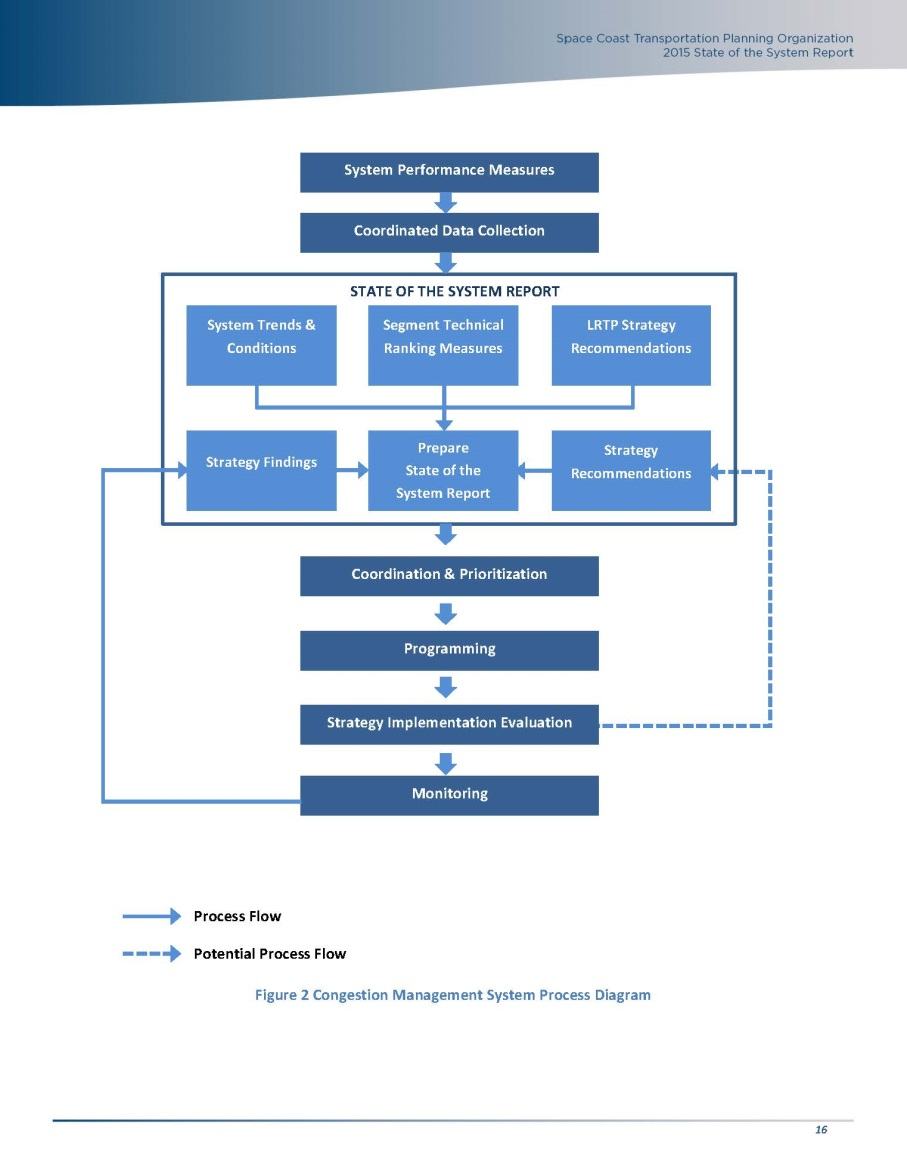 Space Coast Transportation Planning Organization
2015 State of the System Report
System Performance Measures
Coordinated Data Collection
STATE OF THE SYSTEM REPORT
System Trends &
Conditions
Segment Technical
Ranking Measures
LRTP Strategy
Recommendations
Strategy Findings
Prepare
State of the
System Report
Strategy
Recommendations
Coordination & Prioritization
Programming
Strategy Implementation Evaluation
Monitoring
Process Flow
Potential Process Flow
Figure 2 Congestion Management System Process Diagram
16